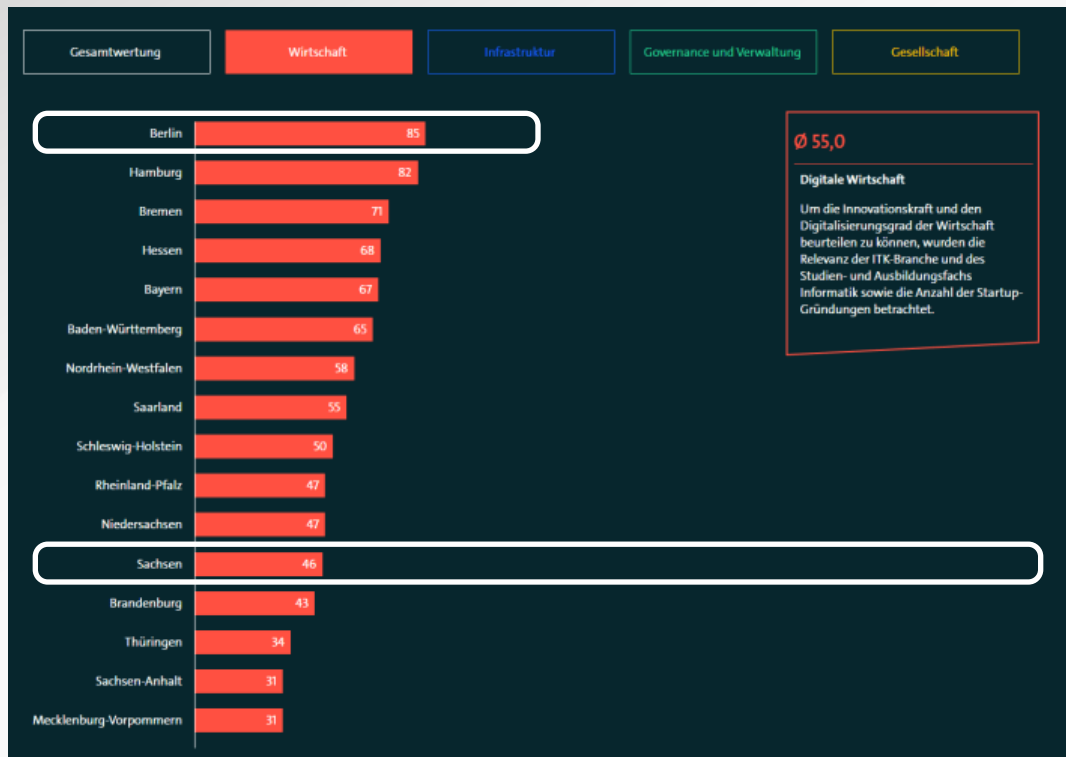 Gesamtwertung
Wirtschaft
Infrastruktur
Governance und Verwaltung
Gesellschaft
Berlin 85
Hamburg 82
Bremen 71
Hessen 68
Bayern 67
Baden-Württemberg 65
Nordrhein-Westfalen 58
Saarland 55
Schleswig-Holstein 50
Rheinland-Pfalz 47
Niedersachsen 47
Sachsen 46
Brandenburg 43
Thüringen 34
Sachsen-Anhalt 31
Mecklenburg-Vorpommern 31
Ø 55,0
Digitale Wirtschaft
Um die Innovationskraft und den
Digitalisierungsgrad der Wirtschaft
beurteilen zu können, wurden die
Relevanz der ITK-Branche und des
Studien- und Ausbildungsfachs
Informatik sowie die Anzahl der Startup-
Gründungen betrachtet.